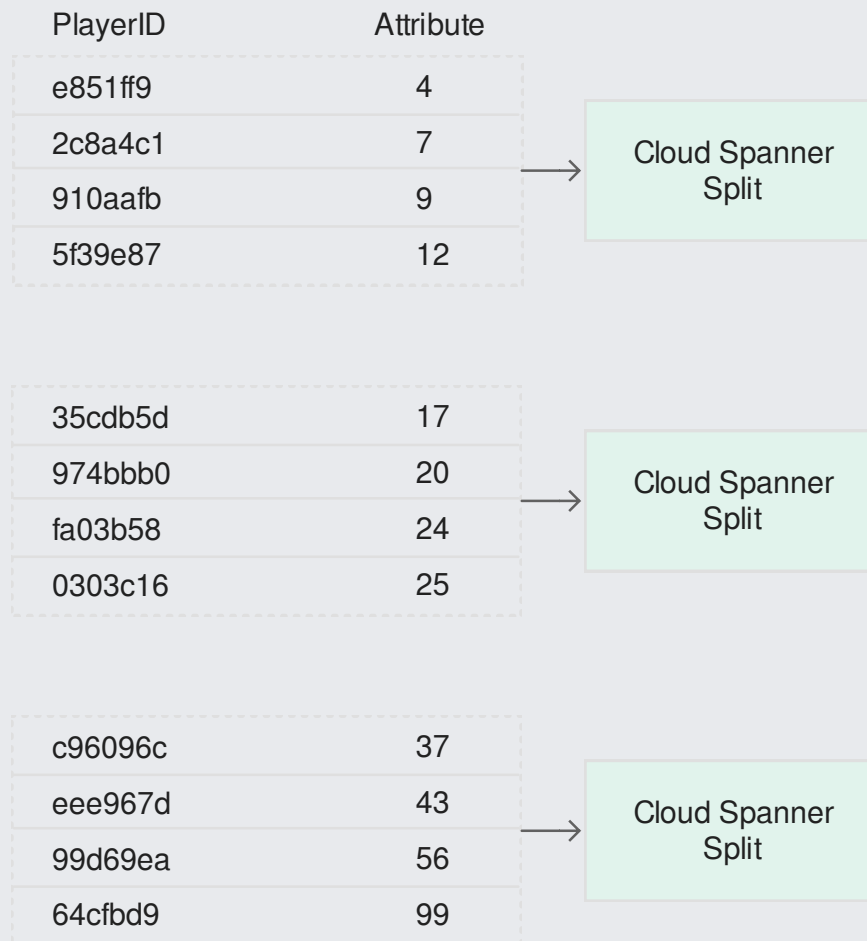 PlayerID Attribute
e851ff9 4
2c8a4c1 7
910aafb 9
5f39e87 12
Cloud Spanner
Split
35cdb5d 17
974bbb0 20
fa03b58 24
0303c16 25
Cloud Spanner
Split
c96096c 37
eee967d 43
99d69ea 56
64cfbd9 99
Cloud Spanner
Split